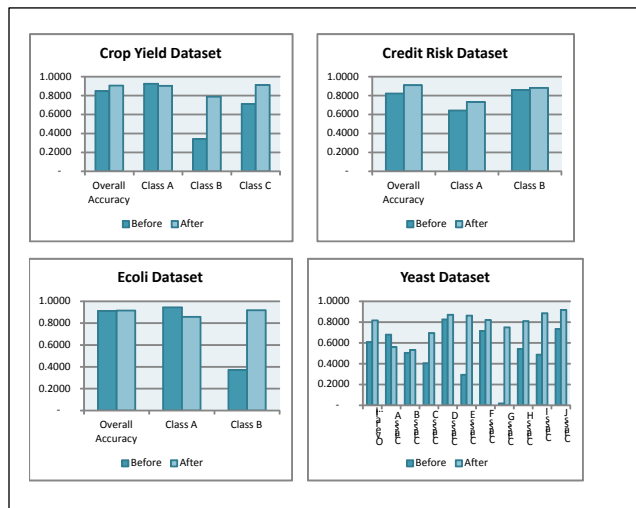 Crop Yield Dataset
1.0000
0.8000
0.6000
0.4000
0.2000
-
Overall Accuracy
Class A
Class B
Class C
Before
After
Credit Risk Dataset
1.0000
0.8000
0.6000
0.4000
0.2000
-
Overall Accuracy
Class A
Class B
Before
After
Ecoli Dataset
1.0000
0.8000
0.6000
0.4000
0.2000
-
Overall Accuracy
Class A
Class B
Before
After
Yeast Dataset
1.0000
0.8000
0.6000
0.4000
0.2000
-
Before
After